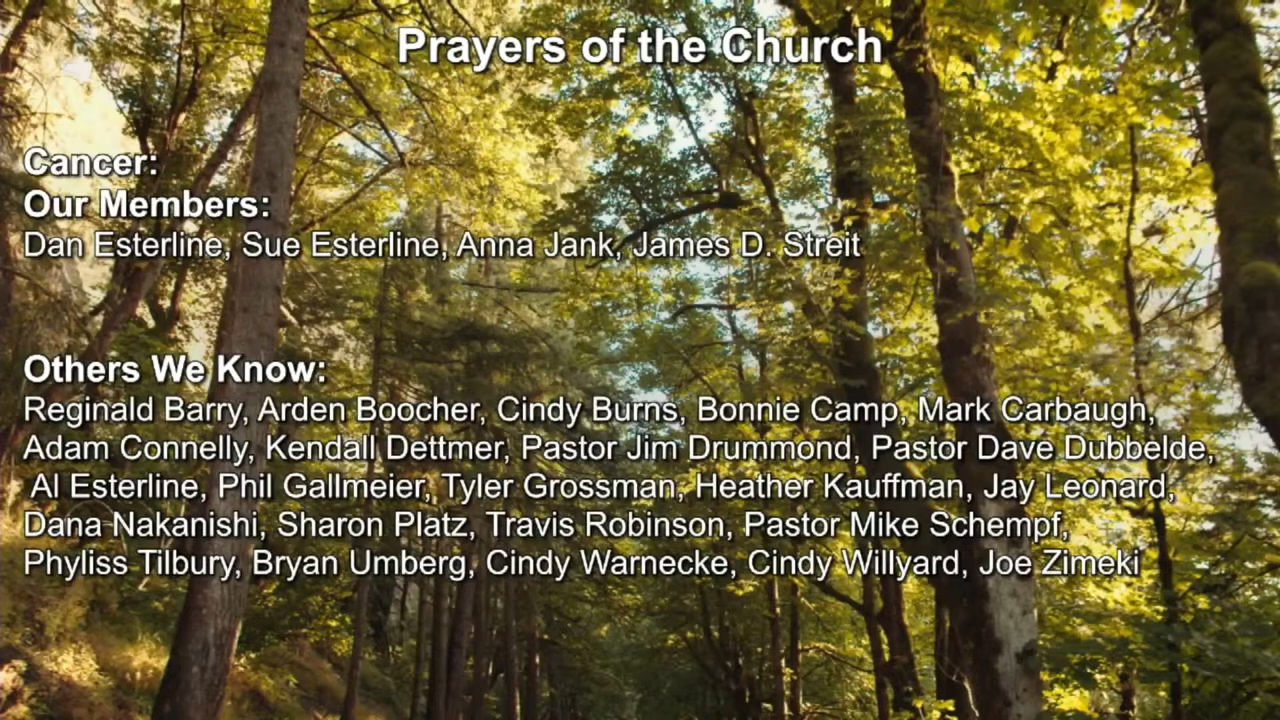 Prayers of the Church
Cancer:
Our Members:
Dan Esterline, Sue Esterline, Anna Jank, James D. Streit
Others We Know:
Reginald Barry, Arden Boocher, Cindy Burns, Bonnie Camp, Mark Carbaugh,
Adam Connelly, Kendall Dettmer, Pastor Jim Drummond, Pastor Dave Dubbelde,
Al Esterline, Phil Gallmeier, Tyler Grossman, Heather Kauffman, Jay Leonard,
Dana Nakanishi, Sharon Platz, Travis Robinson, Pastor Mike Schempf,
Phyliss Tilbury, Bryan Umberg, Cindy Warnecke, Cindy Willyard, Joe Zimeki